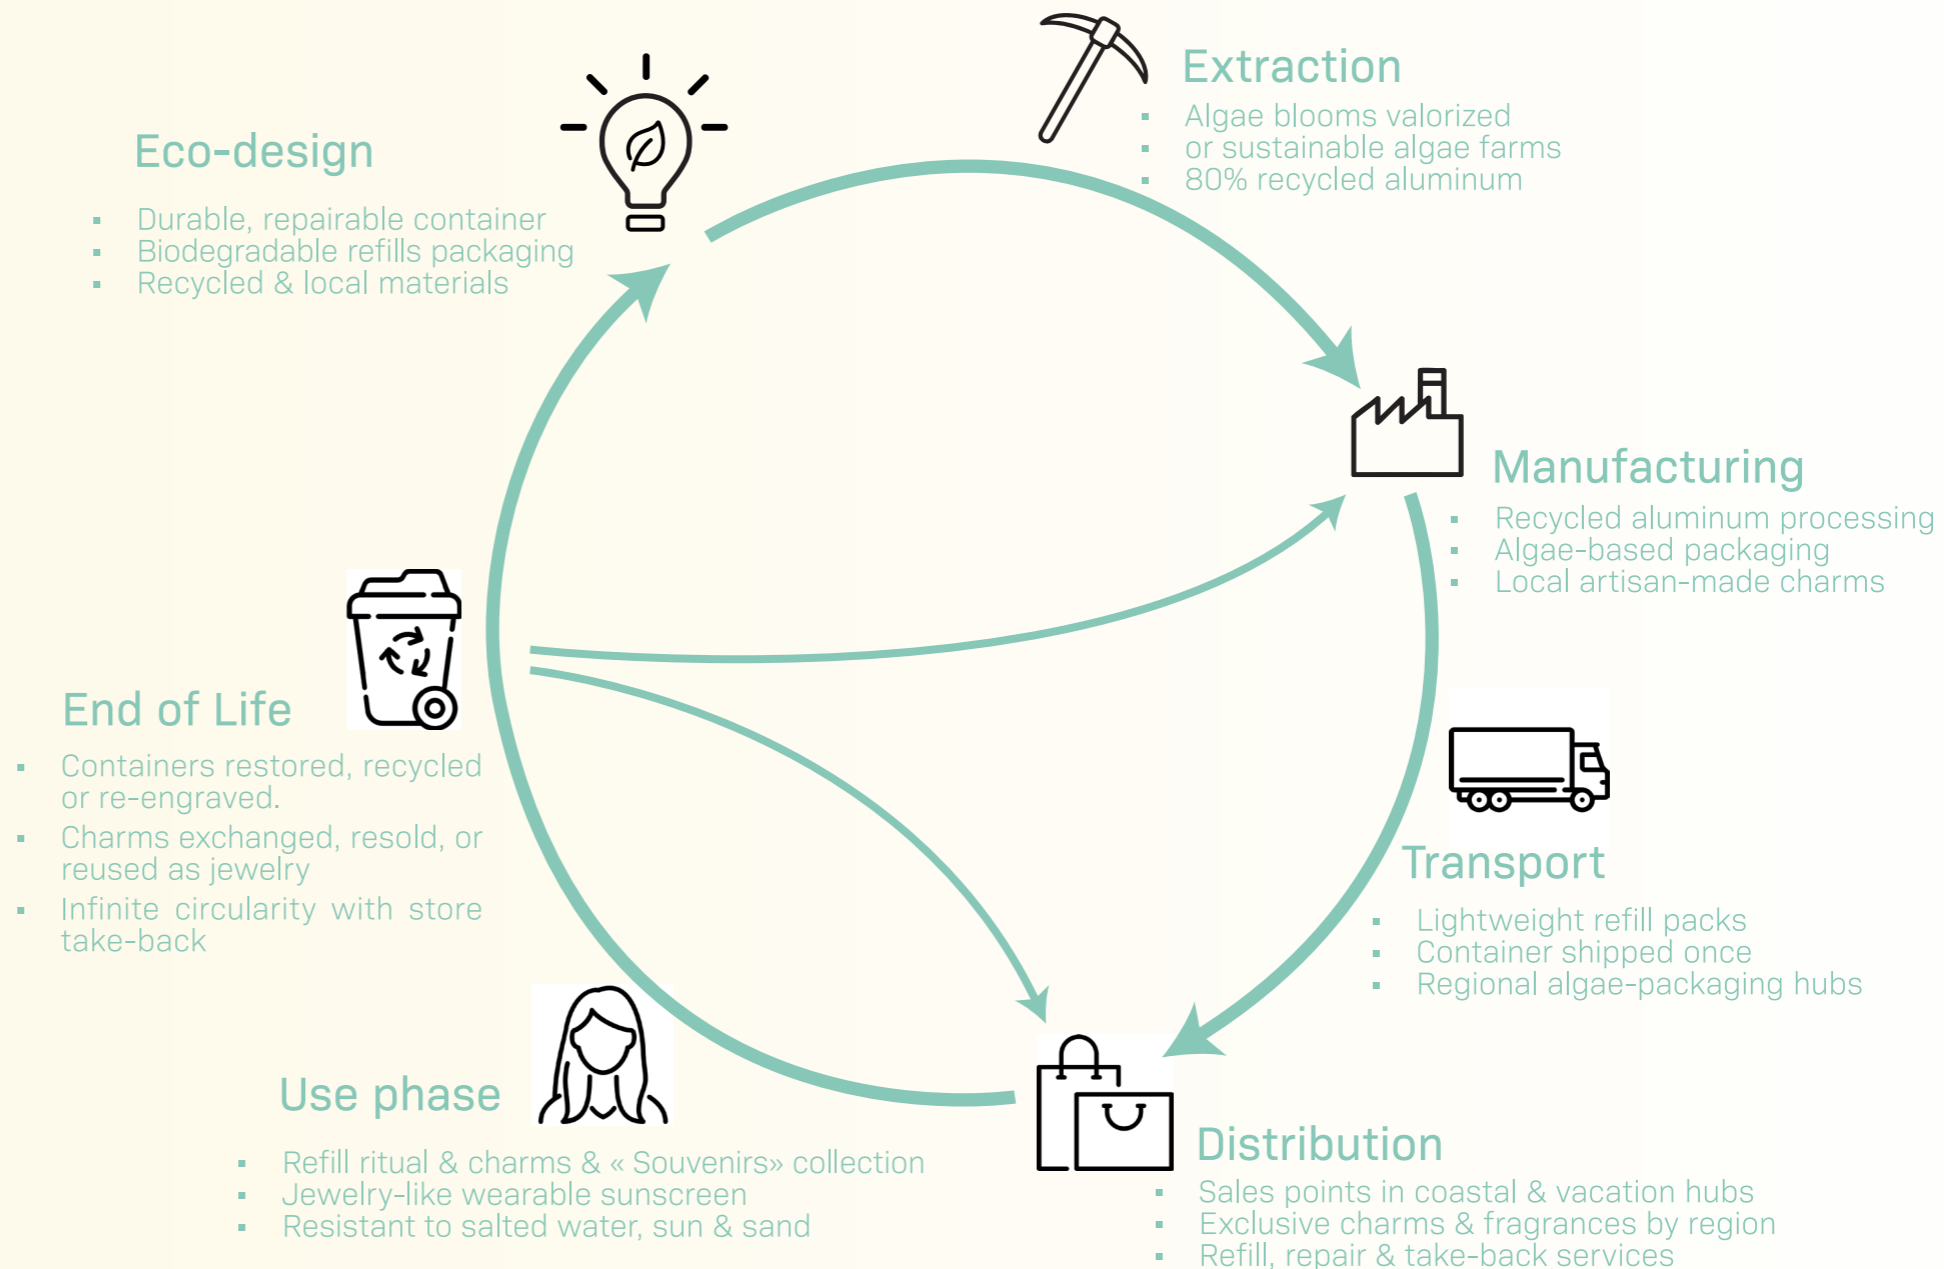 Eco-design
▪ Durable, repairable container
▪ Biodegradable refills packaging
▪ Recycled & local materials
Extraction
▪ Algae blooms valorized
▪ or sustainable algae farms
▪ 80% recycled aluminum
Manufacturing
▪ Recycled aluminum processing
▪ Algae-based packaging
▪ Local artisan-made charms
Transport
▪ Lightweight refill packs
▪ Container shipped once
▪ Regional algae-packaging hubs
Distribution
▪ Sales points in coastal & vacation hubs
▪ Exclusive charms & fragrances by region
▪ Refill, repair & take-back services
Use phase
▪ Refill ritual & charms & « Souvenirs» collection
▪ Jewelry-like wearable sunscreen
▪ Resistant to salted water, sun & sand
End of Life
▪ Containers restored, recycled
or re-engraved.
▪ Charms exchanged, resold, or
reused as jewelry
▪ Infinite circularity with store
take-back